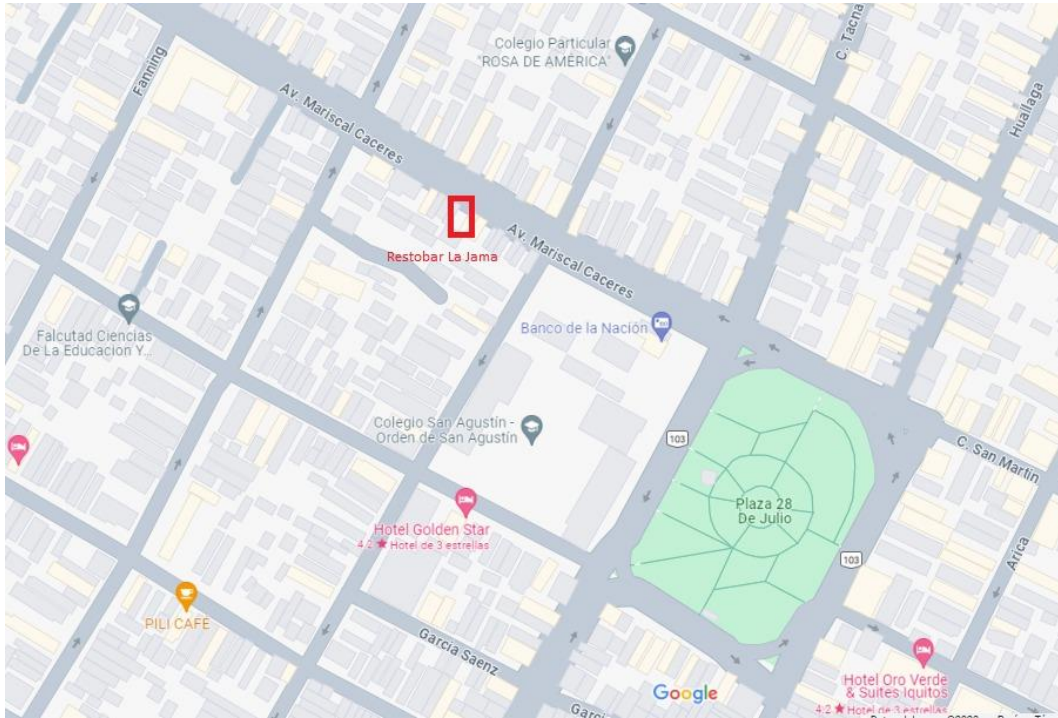 Colegio Particular
"ROSA DE AMÉRICA"
C. Tacna
Fanning
Huallaga
Av. Mariscal Caceres
Restobar La Jama
Av. Mariscal Caceres
Banco de la Nación
Falcutad Ciencias
De La Educacion Y...
Colegio San Agustín -
Orden de San Agustín
103
C. San Martin
Plaza 28
De Julio
Hotel Golden Star
4.2 ★ Hotel de 3 estrellas
103
Arica
PILI CAFÉ
Garcia Saenz
Hotel Oro Verde
& Suites Iquitos
4.2 ★ Hotel de 3 estrellas
Google